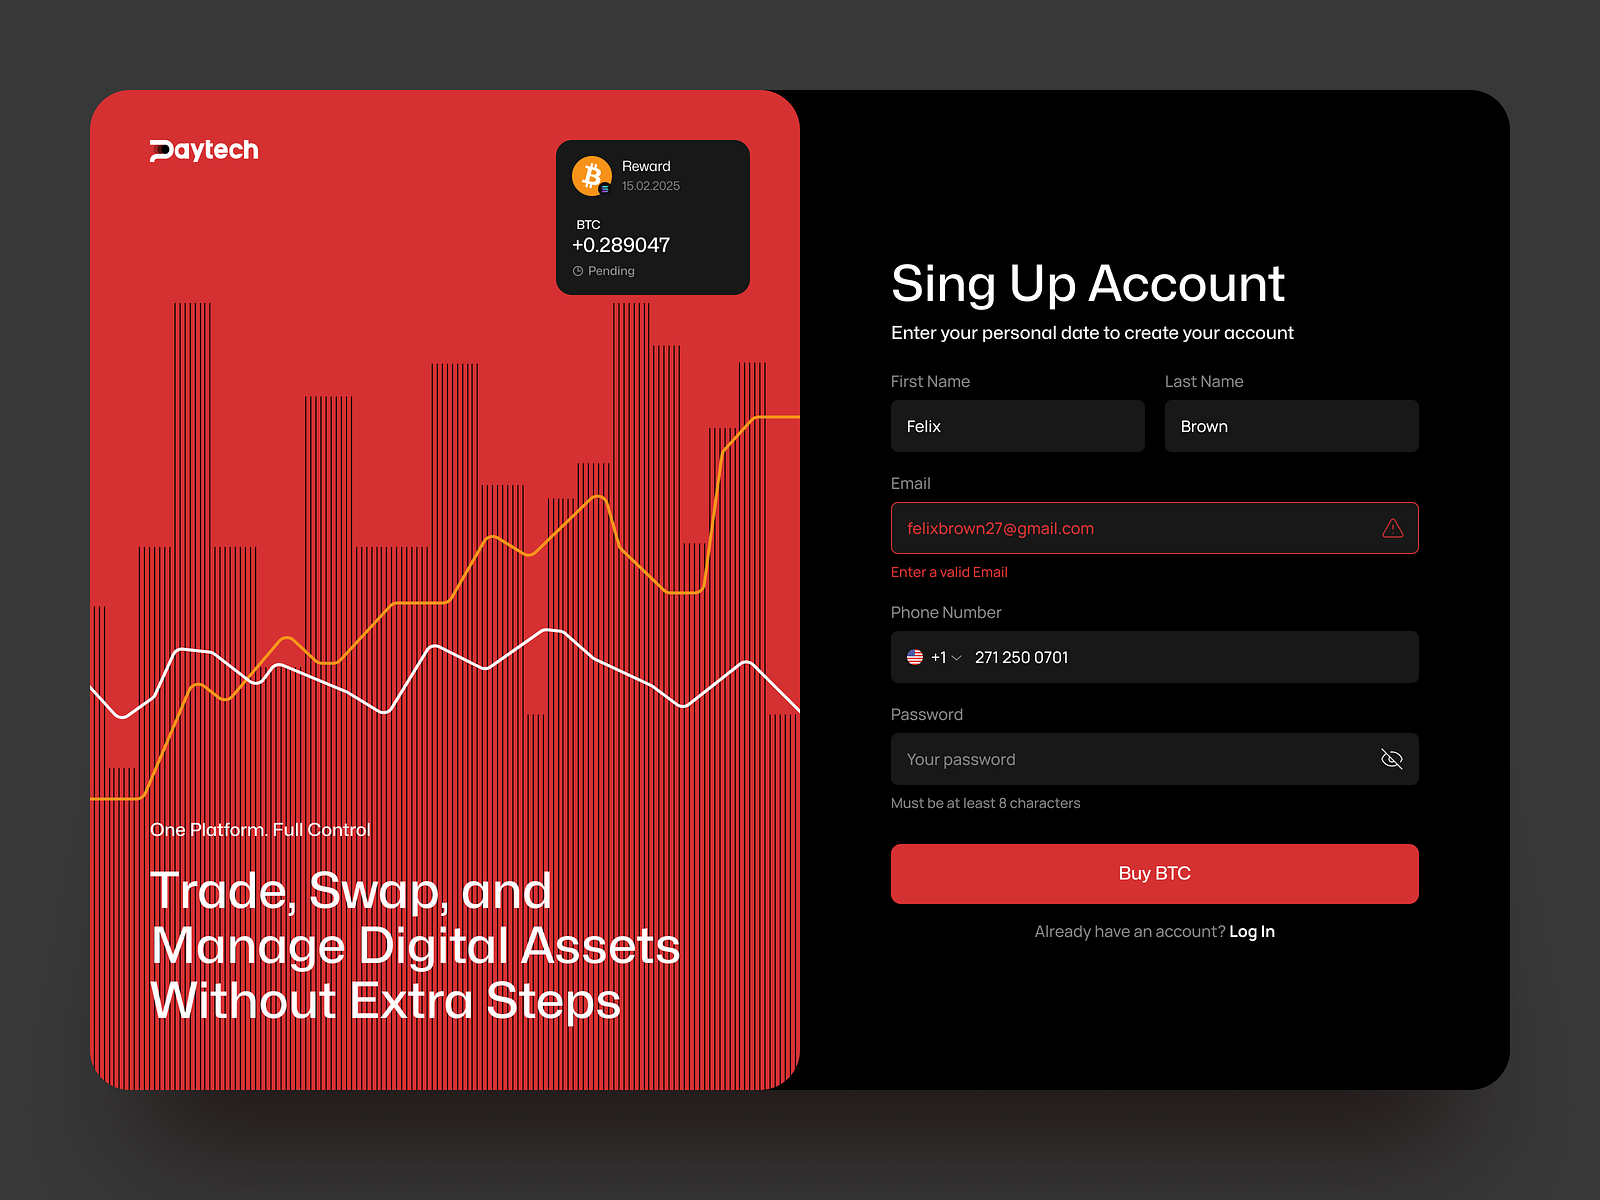 Paytech
Reward
15.02.2025
BTC
+0.289047
Pending
One Platform. Full Control
Trade, Swap, and
Manage Digital Assets
Without Extra Steps
Sing Up Account
Enter your personal date to create your account
First Name
Last Name
Felix
Brown
Email
felixbrown27@gmail.com
Enter a valid Email
Phone Number
+1 271 250 0701
Password
Your password
Must be at least 8 characters
Buy BTC
Already have an account? Log In